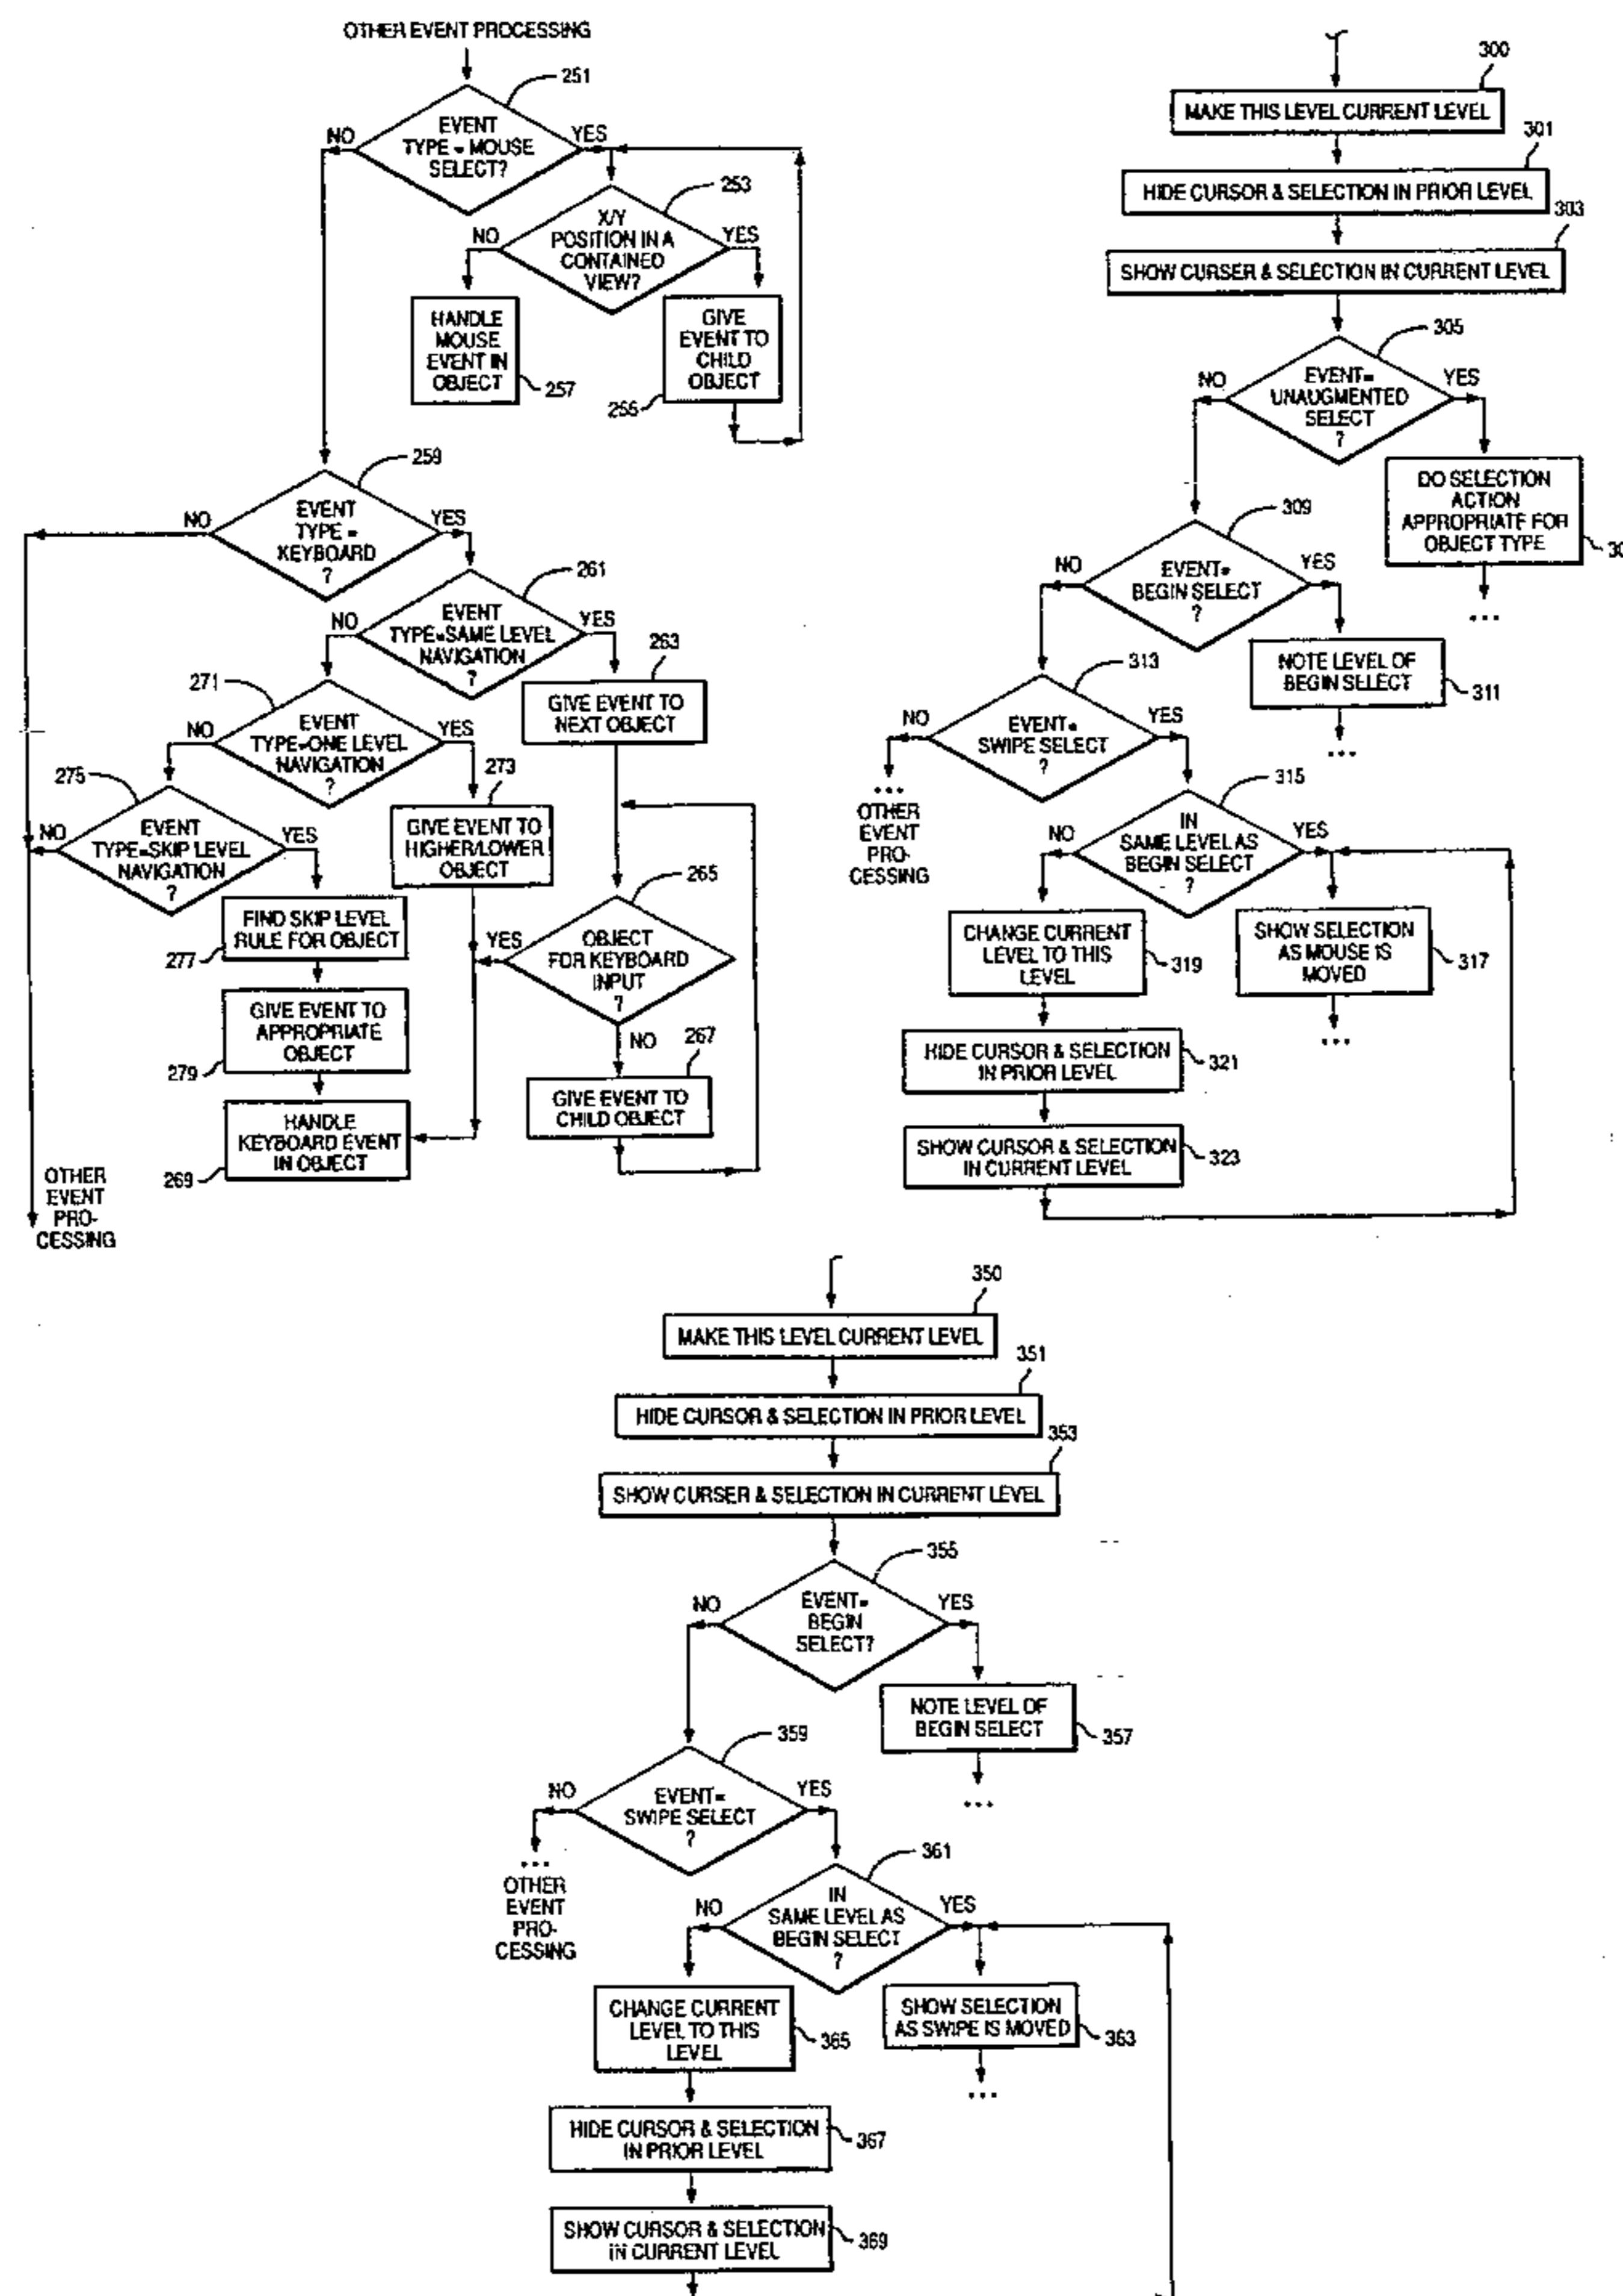 OTHER EVENT PROCESSING
251
EVENT
TYPE = MOUSE
SELECT?
NO
YES
253
X/Y
POSITION IN A
CONTAINED
VIEW?
NO
YES
HANDLE
MOUSE
EVENT IN
OBJECT
257
GIVE
EVENT TO
CHILD
OBJECT
255
259
EVENT
TYPE =
KEYBOARD
?
NO
YES
261
EVENT
TYPE=SAME LEVEL
NAVIGATION
?
NO
YES
263
GIVE EVENT TO
NEXT OBJECT
271
EVENT
TYPE=ONE LEVEL
NAVIGATION
?
NO
YES
273
GIVE EVENT TO
HIGHER/LOWER
OBJECT
275
EVENT
TYPE=SKIP LEVEL
NAVIGATION
?
NO
YES
265
OBJECT
FOR KEYBOARD
INPUT
?
YES
NO
267
GIVE EVENT TO
CHILD OBJECT
FIND SKIP LEVEL
RULE FOR OBJECT
277
GIVE EVENT TO
APPROPRIATE
OBJECT
279
HANDLE
KEYBOARD EVENT
IN OBJECT
269
OTHER
EVENT
PRO-
CESSING
300
MAKE THIS LEVEL CURRENT LEVEL
301
HIDE CURSOR & SELECTION IN PRIOR LEVEL
303
SHOW CURSER & SELECTION IN CURRENT LEVEL
305
EVENT=
UNAUGMENTED
SELECT
?
NO
YES
DO SELECTION
ACTION
APPROPRIATE FOR
OBJECT TYPE
30
...
309
EVENT=
BEGIN SELECT
?
NO
YES
NOTE LEVEL OF
BEGIN SELECT
311
...
313
EVENT=
SWIPE SELECT
?
NO
YES
...
OTHER
EVENT
PRO-
CESSING
315
IN
SAME LEVEL AS
BEGIN SELECT
?
NO
YES
CHANGE CURRENT
LEVEL TO THIS
LEVEL
319
SHOW SELECTION
AS MOUSE IS
MOVED
317
...
HIDE CURSOR & SELECTION
IN PRIOR LEVEL
321
SHOW CURSOR & SELECTION
IN CURRENT LEVEL
323
350
MAKE THIS LEVEL CURRENT LEVEL
351
HIDE CURSOR & SELECTION IN PRIOR LEVEL
353
SHOW CURSER & SELECTION IN CURRENT LEVEL
355
EVENT=
BEGIN
SELECT?
NO
YES
NOTE LEVEL OF
BEGIN SELECT
357
...
359
EVENT=
SWIPE SELECT
?
NO
YES
...
OTHER
EVENT
PRO-
CESSING
361
IN
SAME LEVEL AS
BEGIN SELECT
?
NO
YES
CHANGE CURRENT
LEVEL TO THIS
LEVEL
365
SHOW SELECTION
AS SWIPE IS MOVED
363
...
HIDE CURSOR & SELECTION
IN PRIOR LEVEL
367
SHOW CURSOR & SELECTION
IN CURRENT LEVEL
369